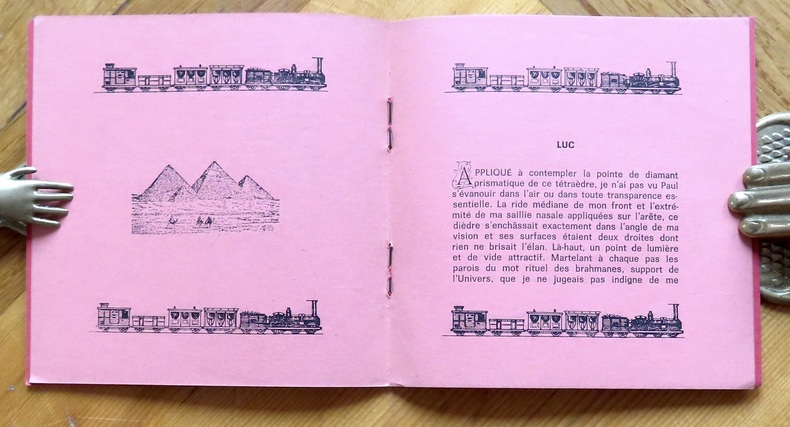 LUC
APPLIQUÉ à contempler la pointe de diamant
prismatique de ce tétraèdre, je n'ai pas vu Paul
s'évanouir dans l'air ou dans toute transparence es-
sentielle. La ride médiane de mon front et l'extré-
mité de ma saillie nasale appliquées sur l'arête, ce
dièdre s'enchâssait exactement dans l'angle de ma
vision et ses surfaces étaient deux droites dont
rien ne brisait l'élan. Là-haut, un point de lumière
et de vide attractif. Martelant à chaque pas les
parois du mot rituel des brahmanes, support de
l'Univers, que je ne jugeais pas indigne de me